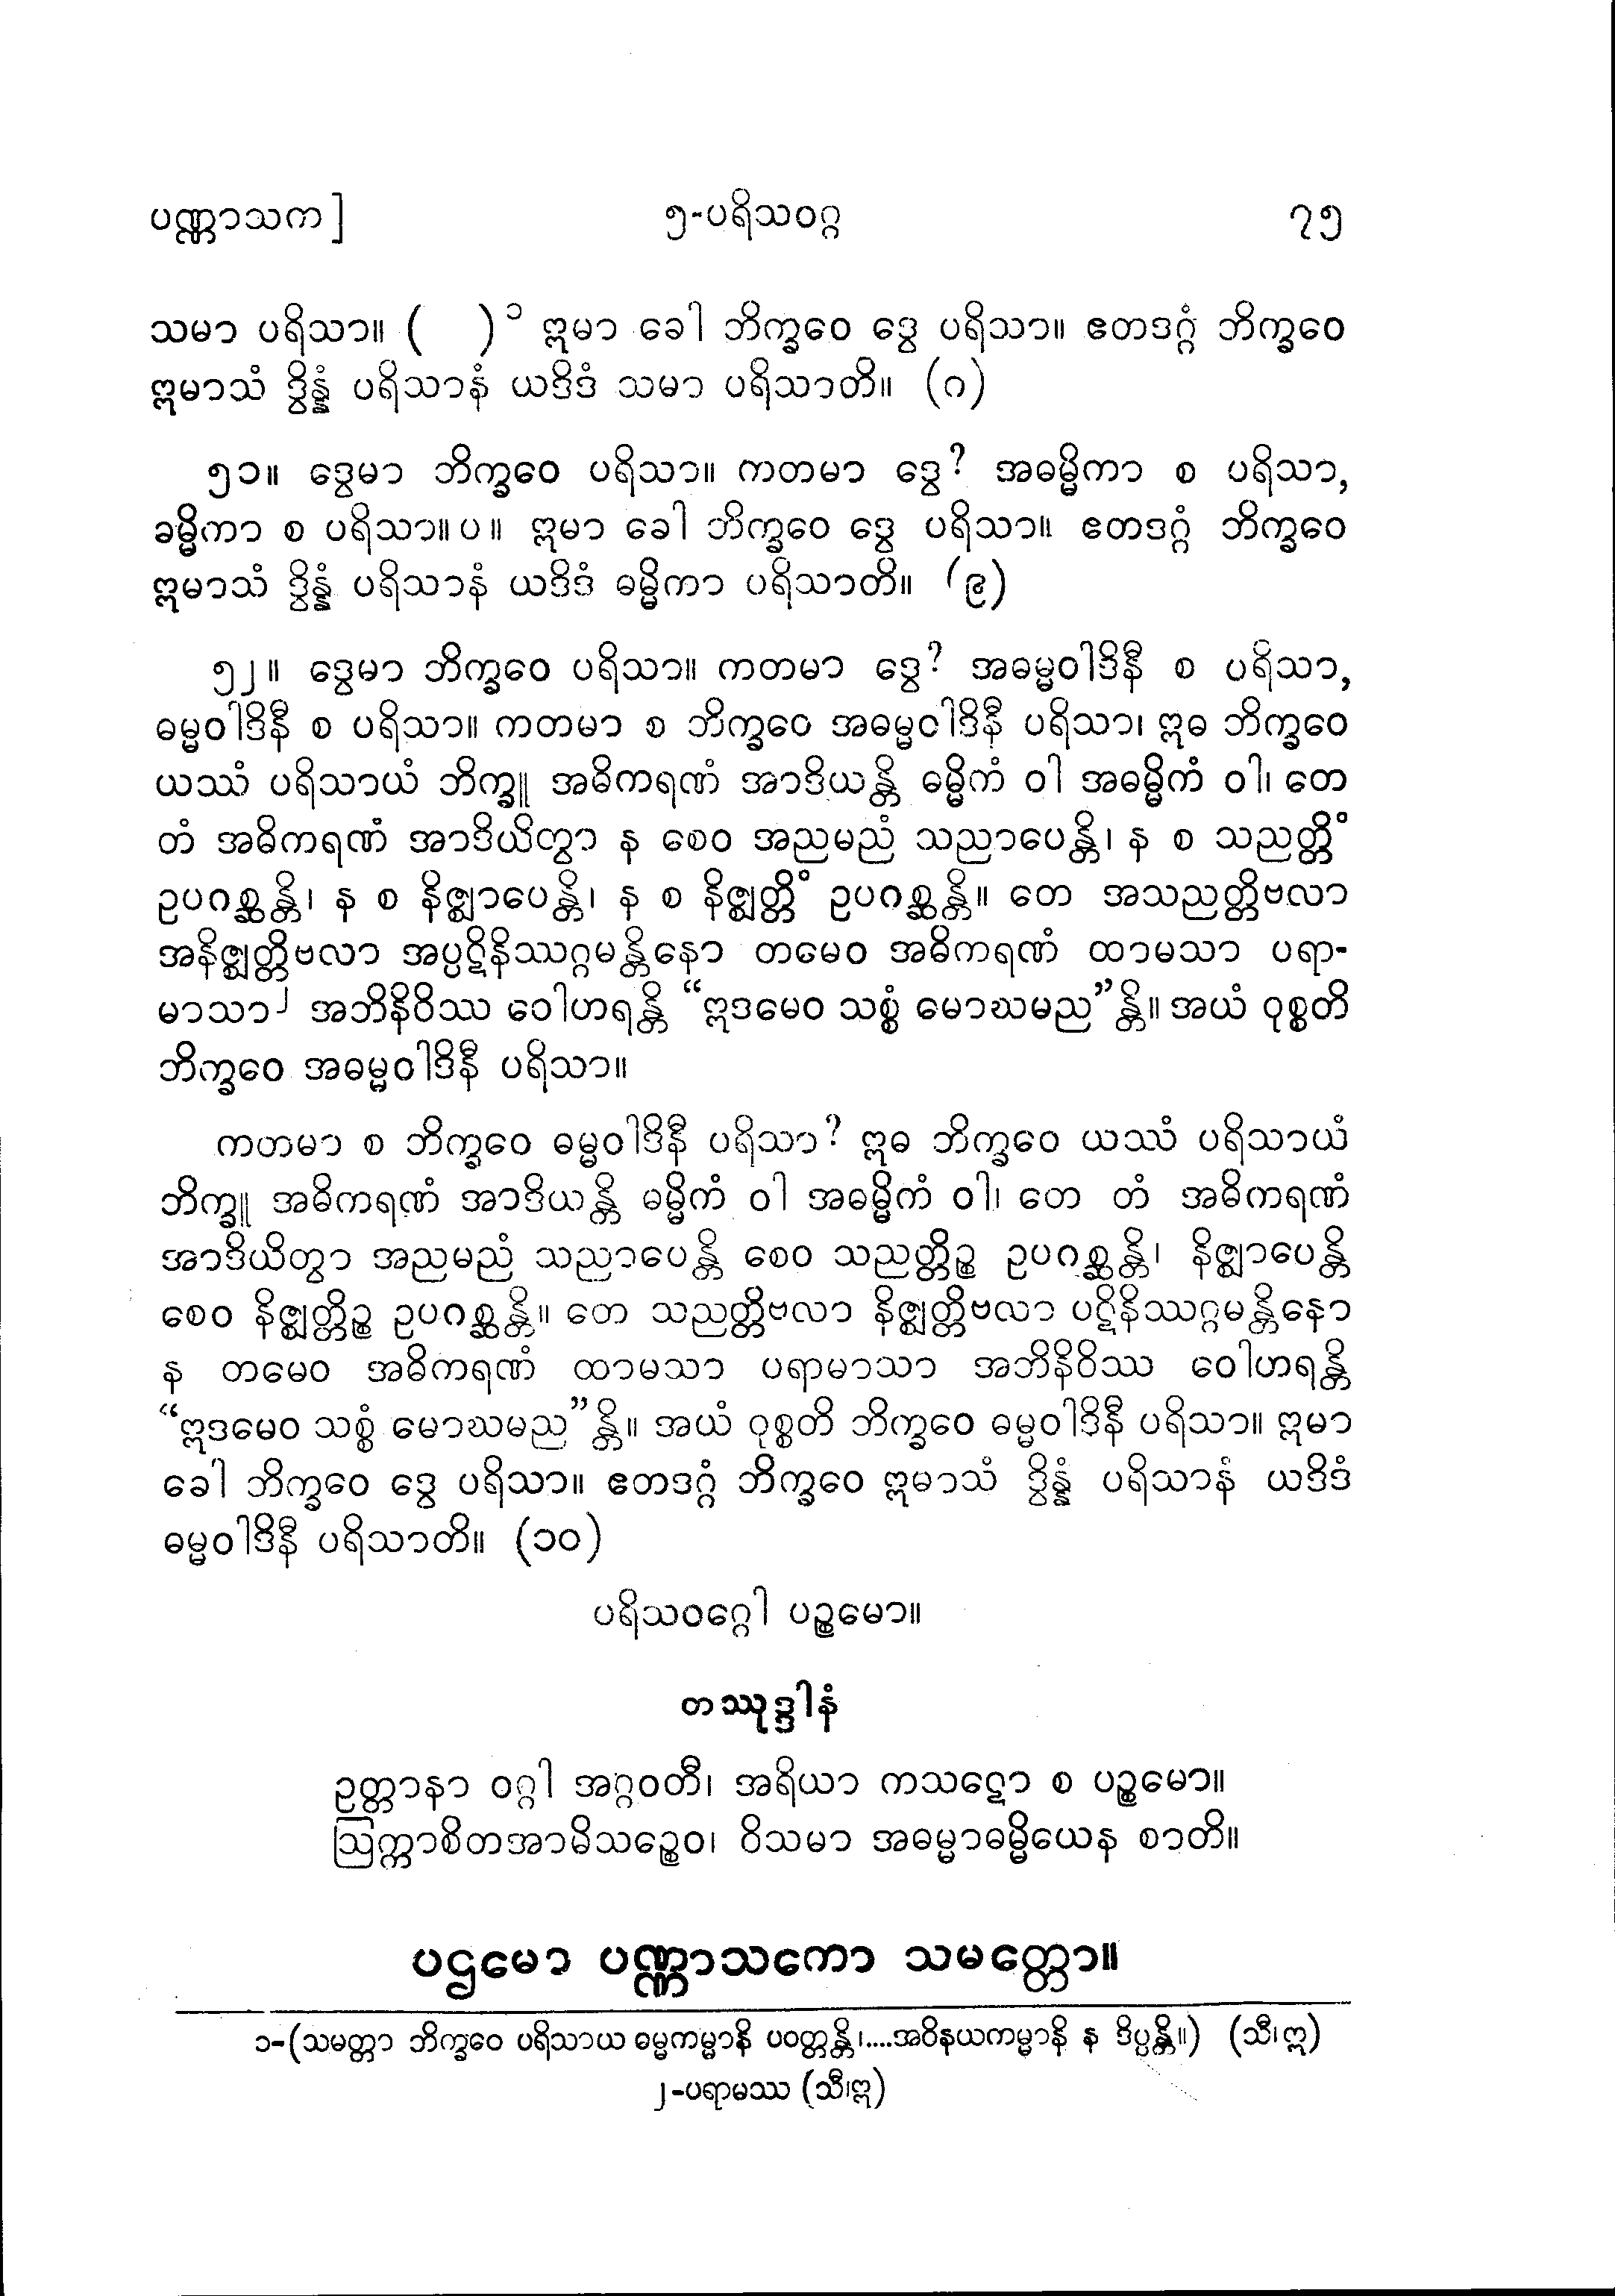 ပဏ္ဏာသက]	၅-ပရိသဝဂ္ဂ	၇၅
သမာ ပရိသာ။ ( )၁ ဣမာ ခေါ ဘိက္ခဝေ ဒွေ ပရိသာ။ ဧတဒဂ္ဂံ ဘိက္ခဝေ
ဣမာသံ ဒွိန္နံ ပရိသာနံ ယဒိဒံ သမာ ပရိသာတိ။ (ဂ)
၅၁။ ဒွေမာ ဘိက္ခဝေ ပရိသာ။ ကတမာ ဒွေ? အဓမ္မိကာ စ ပရိသာ,
ခမ္မိကာ စ ပရိသာ။ပ။ ဣမာ ခေါ ဘိက္ခဝေ ဒွေ ပရိသာ။ ဧတဒဂ္ဂံ ဘိက္ခဝေ
ဣမာသံ ဒွိန္နံ ပရိသာနံ ယဒိဒံ ဓမ္မိကာ ပရိသာတိ။ (၉)
၅၂။ ဒွေမာ ဘိက္ခဝေ ပရိသာ။ ကတမာ ဒွေ? အဓမ္မဝါဒိနီ စ ပရိသာ,
ဓမ္မဝါဒိနီ စ ပရိသာ။ ကတမာ စ ဘိက္ခဝေ အဓမ္မဝါဒိနီ ပရိသာ၊ ဣဓ ဘိက္ခဝေ
ယဿံ ပရိသာယံ ဘိက္ခူ အဓိကရဏံ အာဒိယန္တိ ဓမ္မိကံ ဝါ အဓမ္မိကံ ဝါ၊ တေ
တံ အဓိကရဏံ အာဒိယိတွာ န စေဝ အညမညံ သညာပေန္တိ၊ န စ သညတ္တိံ
ဥပဂစ္ဆန္တိ၊ န စ နိဇ္ဈာပေန္တိ၊ န စ နိဇ္ဈတ္တိံ ဥပဂစ္ဆန္တိ။ တေ အသညတ္တိဗလာ
အနိဇ္ဈတ္တိဗလာ အပ္ပဋိနိဿဂ္ဂမန္တိနော တမေဝ အဓိကရဏံ ထာမသာ ပရာ-
မာသာ၂ အဘိနိဝိဿ ဝေါဟရန္တိ “ဣဒမေဝ သစ္စံ မောဃမည”န္တိ။ အယံ ဝုစ္စတိ
ဘိက္ခဝေ အဓမ္မဝါဒိနီ ပရိသာ။
ကတမာ စ ဘိက္ခဝေ ဓမ္မဝါဒိနီ ပရိသာ? ဣဓ ဘိက္ခဝေ ယဿံ ပရိသာယံ
ဘိက္ခူ အဓိကရဏံ အာဒိယန္တိ ဓမ္မိကံ ဝါ အဓမ္မိကံ ဝါ၊ တေ တံ အဓိကရဏံ
အာဒိယိတွာ အညမညံ သညာပေန္တိ စေဝ သညတ္တိဉ္စ ဥပဂစ္ဆန္တိ၊ နိဇ္ဈာပေန္တိ
စေဝ နိဇ္ဈတ္တိဉ္စ ဥပဂစ္ဆန္တိ။ တေ သညတ္တိဗလာ နိဇ္ဈတ္တိဗလာ ပဋိနိဿဂ္ဂမန္တိနော
န တမေဝ အဓိကရဏံ ထာမသာ ပရာမာသာ အဘိနိဝိဿ ဝေါဟရန္တိ
“ဣဒမေဝ သစ္စံ မောဃမည”န္တိ။ အယံ ဝုစ္စတိ ဘိက္ခဝေ ဓမ္မဝါဒိနီ ပရိသာ။ ဣမာ
ခေါ ဘိက္ခဝေ ဒွေ ပရိသာ။ ဧတဒဂ္ဂံ ဘိက္ခဝေ ဣမာသံ ဒွိန္နံ ပရိသာနံ ယဒိဒံ
ဓမ္မဝါဒိနီ ပရိသာတိ။ (၁၀)
ပရိသဝဂ္ဂေါ ပဉ္စမော။
တဿုဒ္ဒါနံ
ဥတ္တာနာ ဝဂ္ဂါ အဂ္ဂဝတီ၊ အရိယာ ကသဋော စ ပဉ္စမော။
ဩက္ကာစိတအာမိသဉ္စေဝ၊ ဝိသမာ အဓမ္မာဓမ္မိယေန စာတိ။
ပဌမော ပဏ္ဏာသကော သမတ္တော။
၁-(သမတ္တာ ဘိက္ခဝေ ပရိသာယ ဓမ္မကမ္မာနိ ပဝတ္တန္တိ၊....အဝိနယကမ္မာနိ န ဒိပ္ပန္တိ။) (သီ၊ဣ)
၂-ပရာမဿ (သီ၊ဣ)